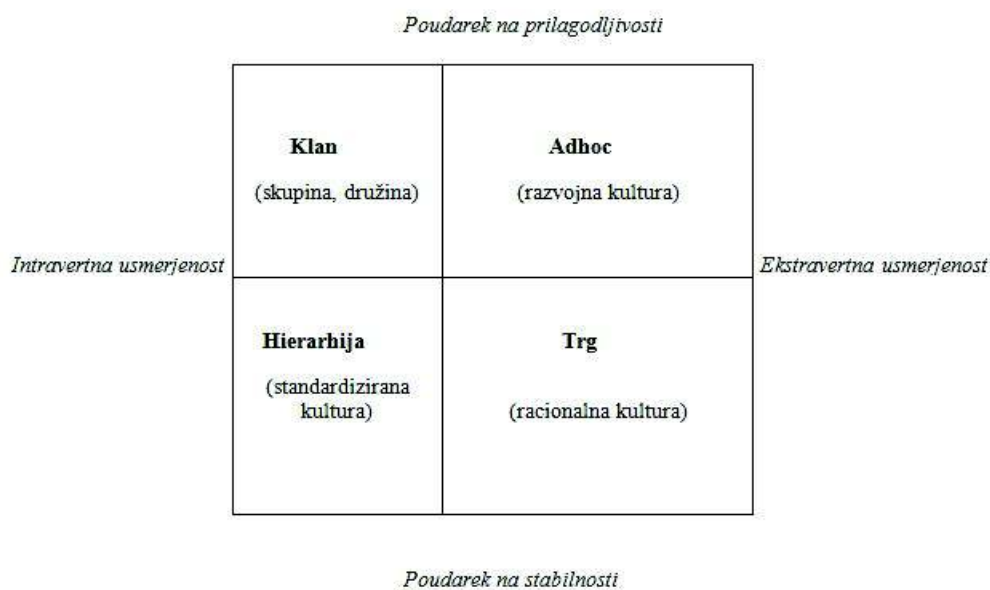 Poudarek na prilagodljivosti
Klan
(skupina, družina)
Adhoc
(razvojna kultura)
Intravertna usmerjenost
Ekstravertna usmerjenost
Hierarhija
(standardizirana
kultura)
Trg
(racionalna kultura)
Poudarek na stabilnosti